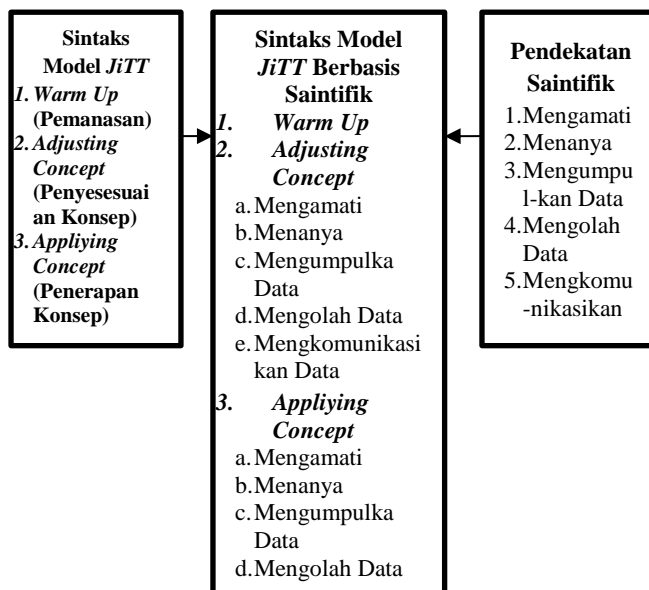 Sintaks
Model JiTT
1. Warm Up
(Pemanasan)
2. Adjusting
Concept
(Penyesesuai
an Konsep)
3. Appliying
Concept
(Penerapan
Konsep)
Sintaks Model
JiTT Berbasis
Saintifik
1. Warm Up
2. Adjusting
Concept
a. Mengamati
b. Menanya
c. Mengumpulka
Data
d. Mengolah Data
e. Mengkomunikasi
kan Data
3. Appliying
Concept
a. Mengamati
b. Menanya
c. Mengumpulka
Data
d. Mengolah Data
Pendekatan
Saintifik
1. Mengamati
2. Menanya
3. Mengumpu
l-kan Data
4. Mengolah
Data
5. Mengkomu
-nikasikan